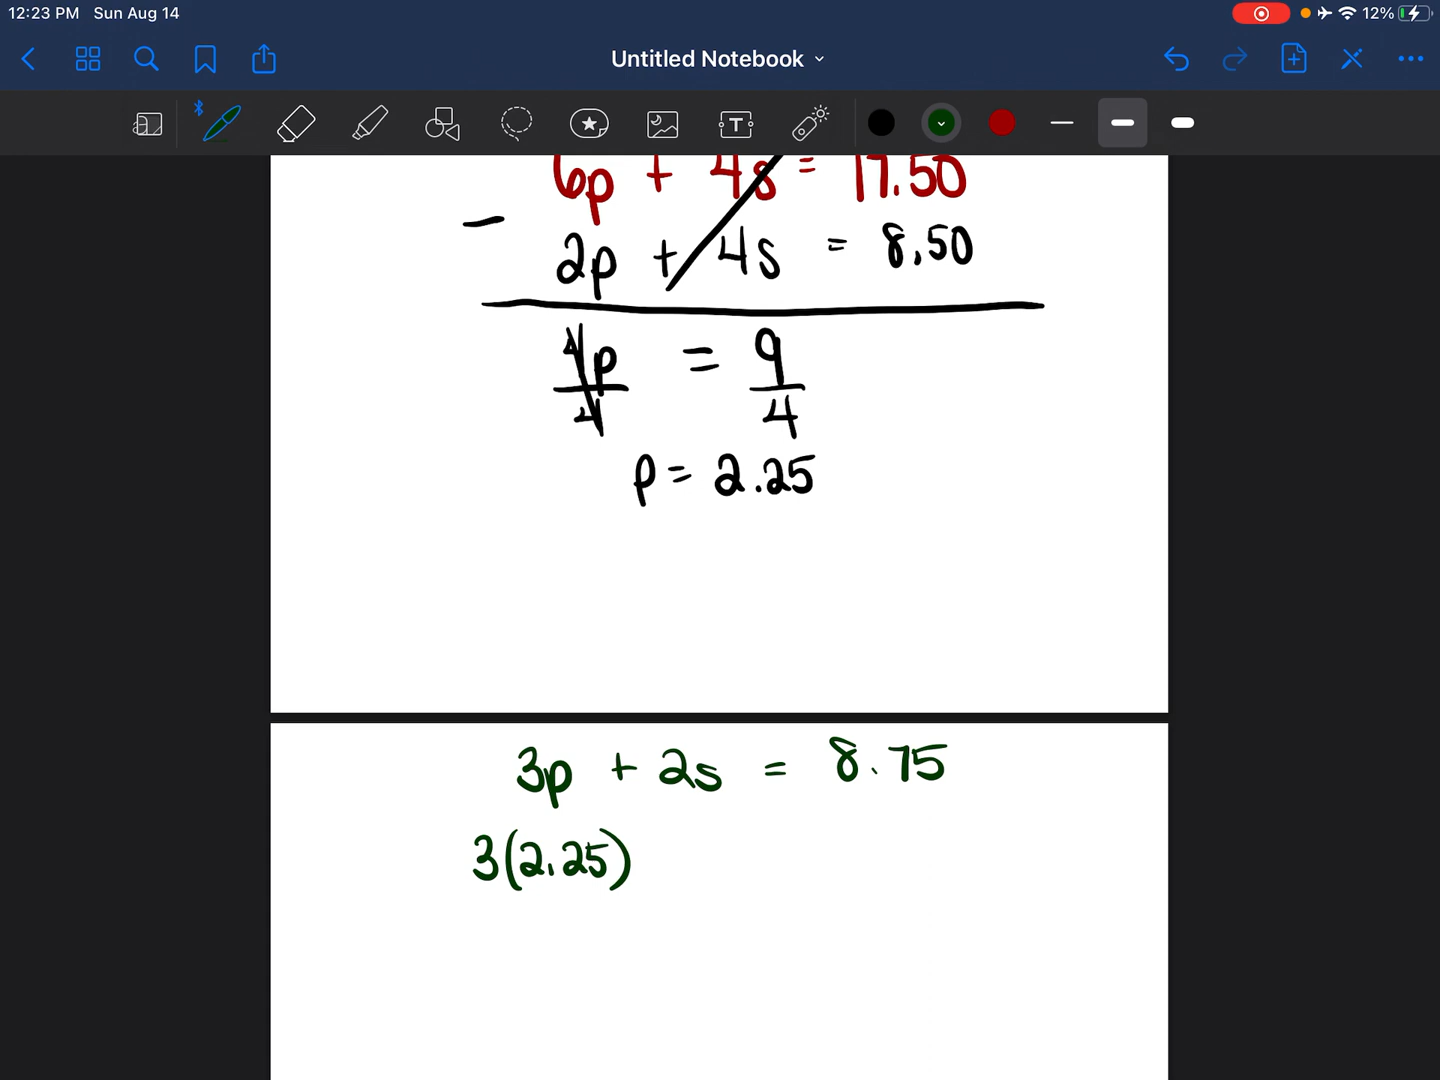 12:23 PM Sun Aug 14 12%
Untitled Notebook
6p + 4s = 17.50
− 2p + 4s = 8.50
4p = 9
4 4
p = 2.25
3p + 2s = 8.75
3(2.25)